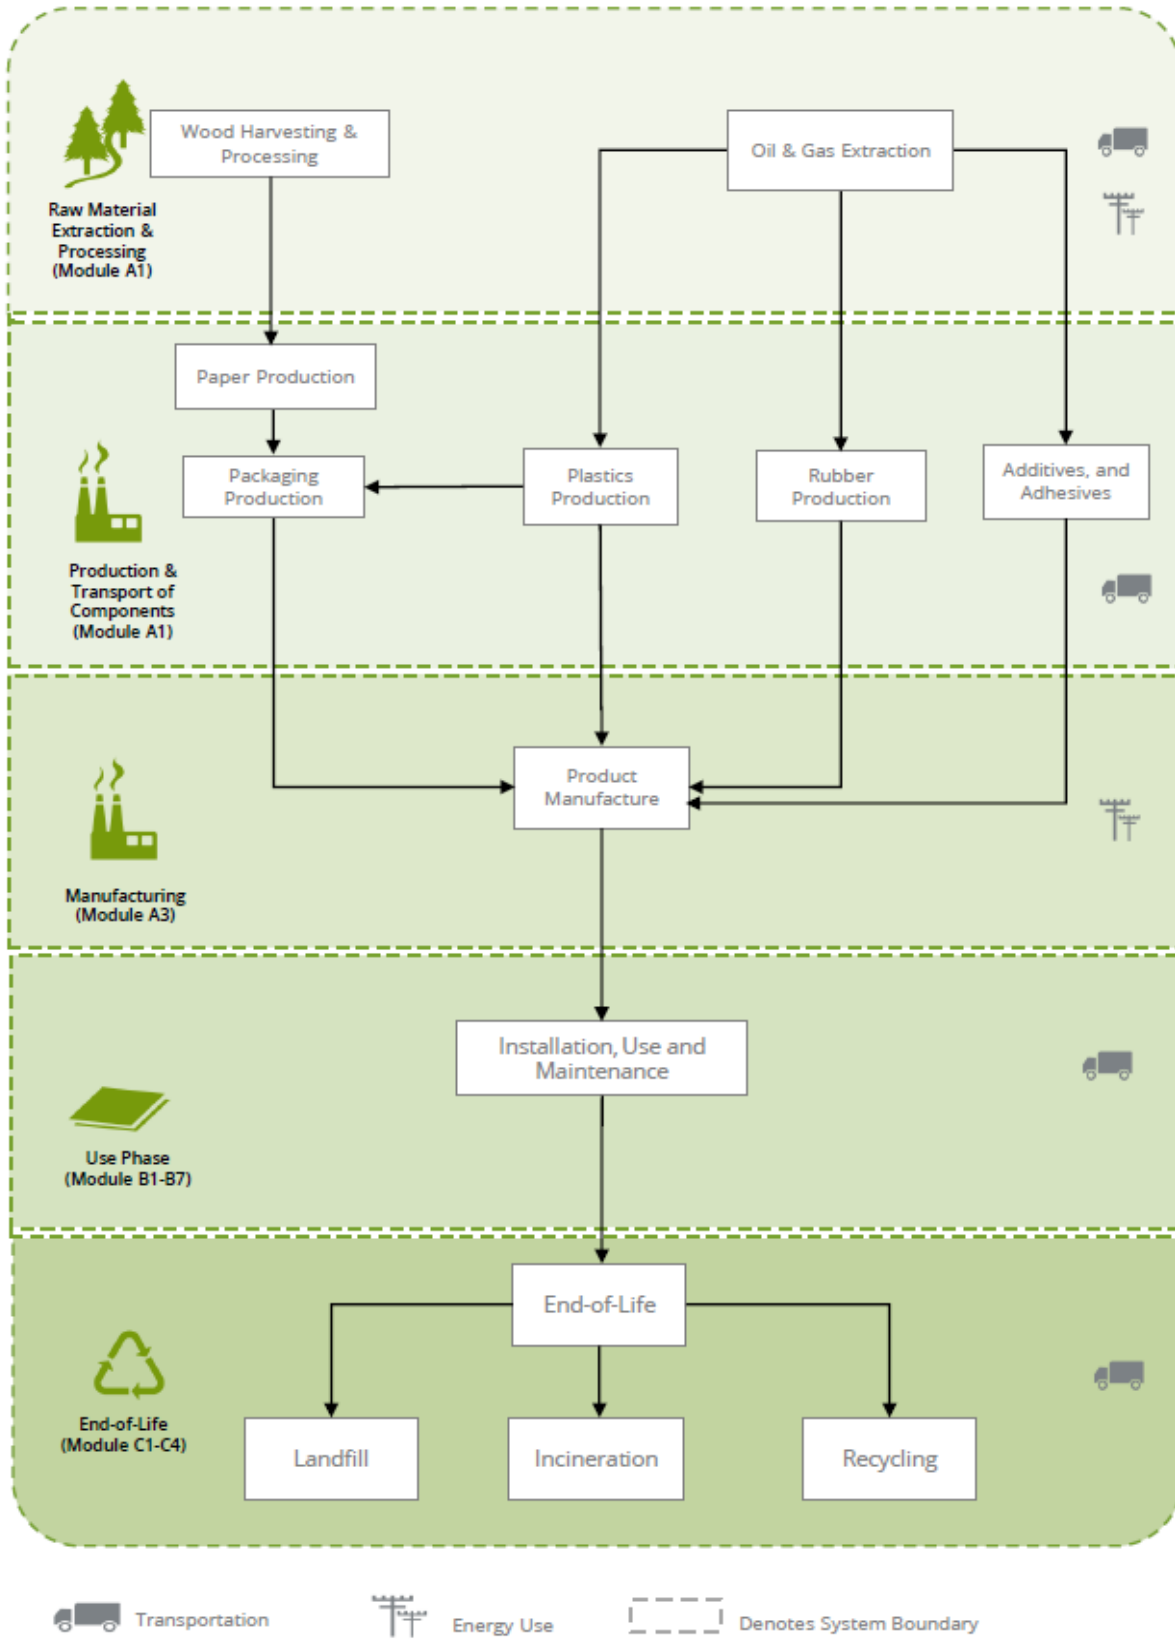 Wood Harvesting &
Processing
Oil & Gas Extraction
Raw Material
Extraction &
Processing
(Module A1)
Paper Production
Packaging
Production
Plastics
Production
Rubber
Production
Additives, and
Adhesives
Production &
Transport of
Components
(Module A1)
Product
Manufacture
Manufacturing
(Module A3)
Installation, Use and
Maintenance
Use Phase
(Module B1-B7)
End-of-Life
End-of-Life
(Module C1-C4)
Landfill
Incineration
Recycling
Transportation
Energy Use
Denotes System Boundary